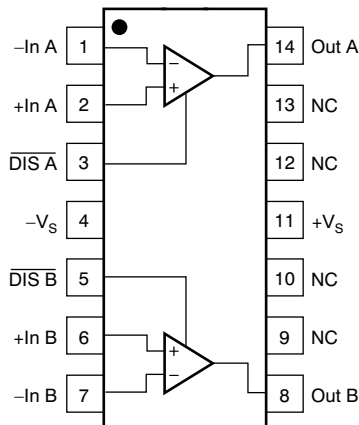 −In A 1 − 14 Out A
+In A 2 + 13 NC
DIS A 3 12 NC
−VS 4 11 +VS
DIS B 5 10 NC
+In B 6 + 9 NC
−In B 7 − 8 Out B